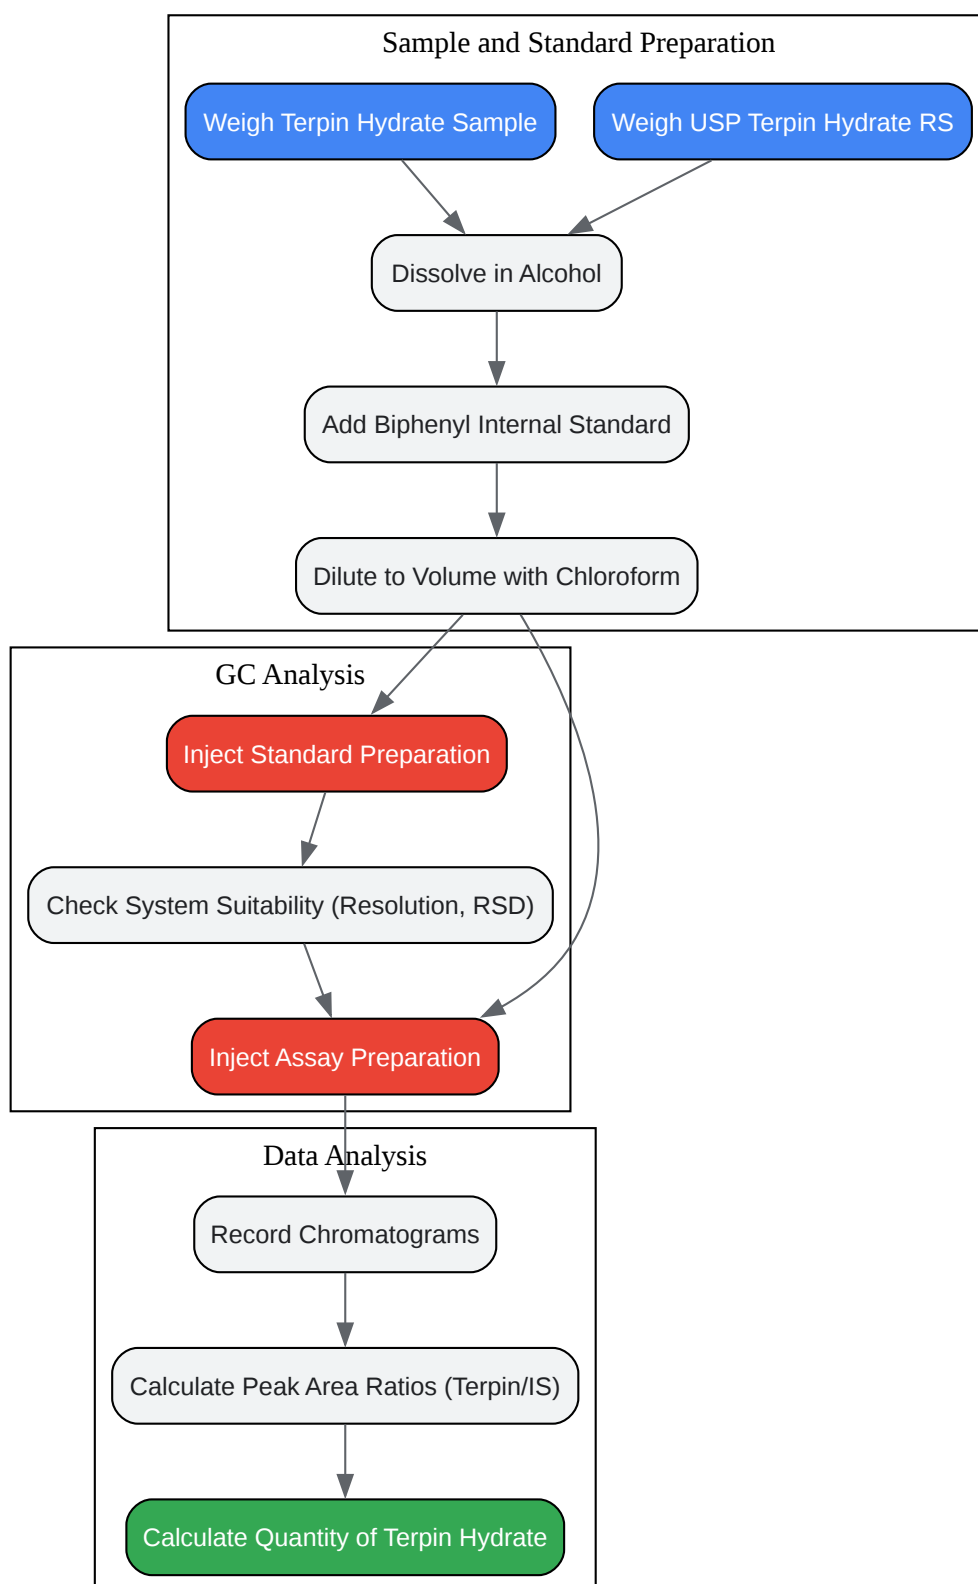 Sample and Standard Preparation
Weigh Terpin Hydrate Sample
Weigh USP Terpin Hydrate RS
Dissolve in Alcohol
Add Biphenyl Internal Standard
Dilute to Volume with Chloroform
GC Analysis
Inject Standard Preparation
Check System Suitability (Resolution, RSD)
Inject Assay Preparation
Data Analysis
Record Chromatograms
Calculate Peak Area Ratios (Terpin/IS)
Calculate Quantity of Terpin Hydrate